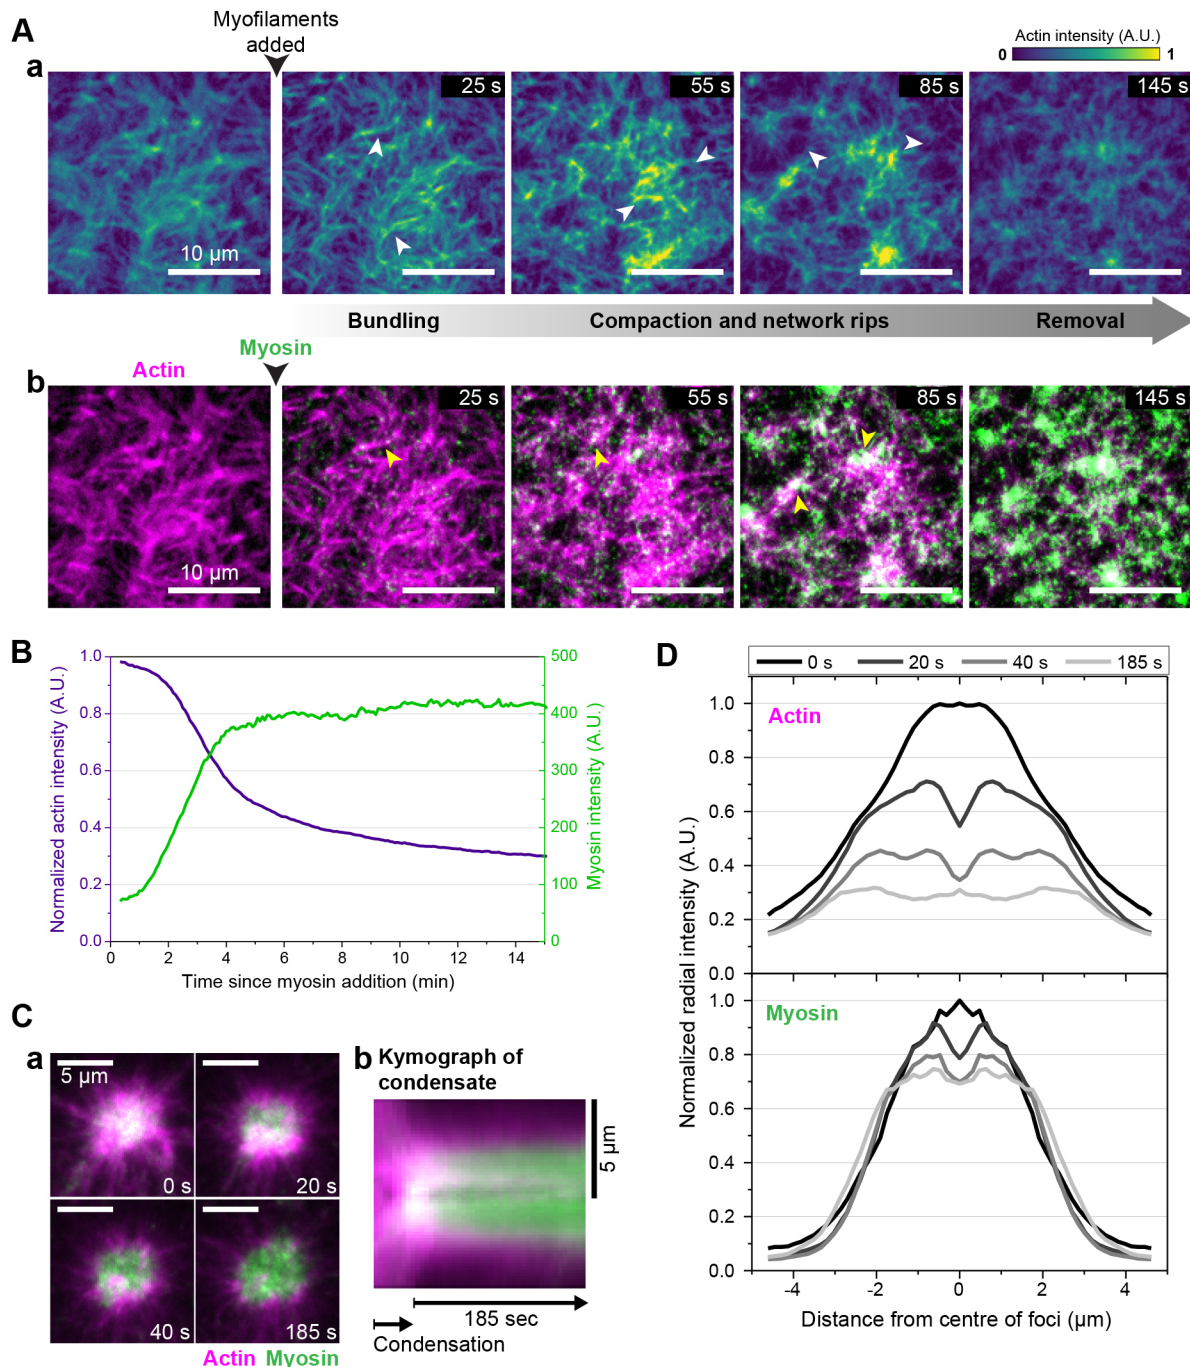 A
Myofilaments
added
Actin intensity (A.U.)
0 1
a
25 s
55 s
85 s
145 s
10 µm
Bundling
Compaction and network rips
Removal
Myosin
Actin
b
25 s
55 s
85 s
145 s
10 µm
B
Normalized actin intensity (A.U.)
1.0
0.8
0.6
0.4
0.2
0.0
500
400
300
200
100
0
Myosin intensity (A.U.)
0 2 4 6 8 10 12 14
Time since myosin addition (min)
C
a
5 µm
0 s
20 s
40 s
185 s
Actin Myosin
b Kymograph of
condensate
5 µm
185 sec
Condensation
D
0 s 20 s 40 s 185 s
Normalized radial intensity (A.U.)
Actin
1.0
0.8
0.6
0.4
0.2
0.0
Myosin
1.0
0.8
0.6
0.4
0.2
0.0
-4 -2 0 2 4
Distance from centre of foci (µm)